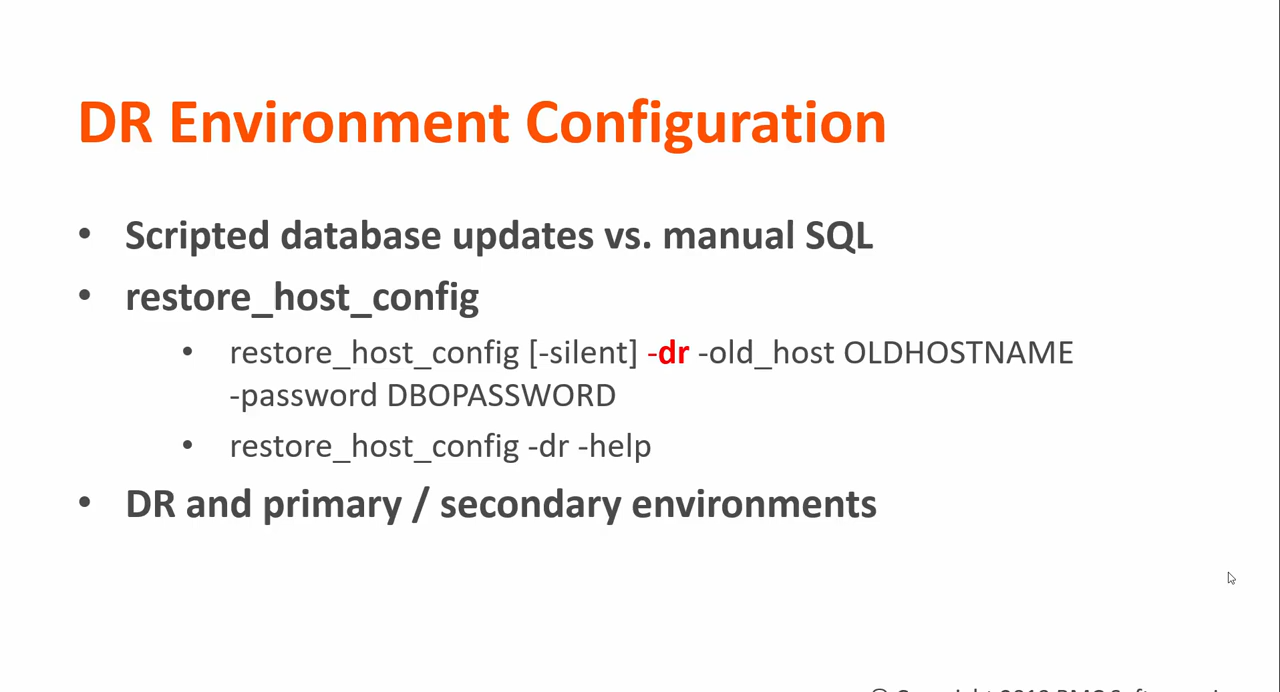 DR Environment Configuration
• Scripted database updates vs. manual SQL
• restore_host_config
• restore_host_config [-silent] -dr -old_host OLDHOSTNAME
-password DBOPASSWORD
• restore_host_config -dr -help
• DR and primary / secondary environments